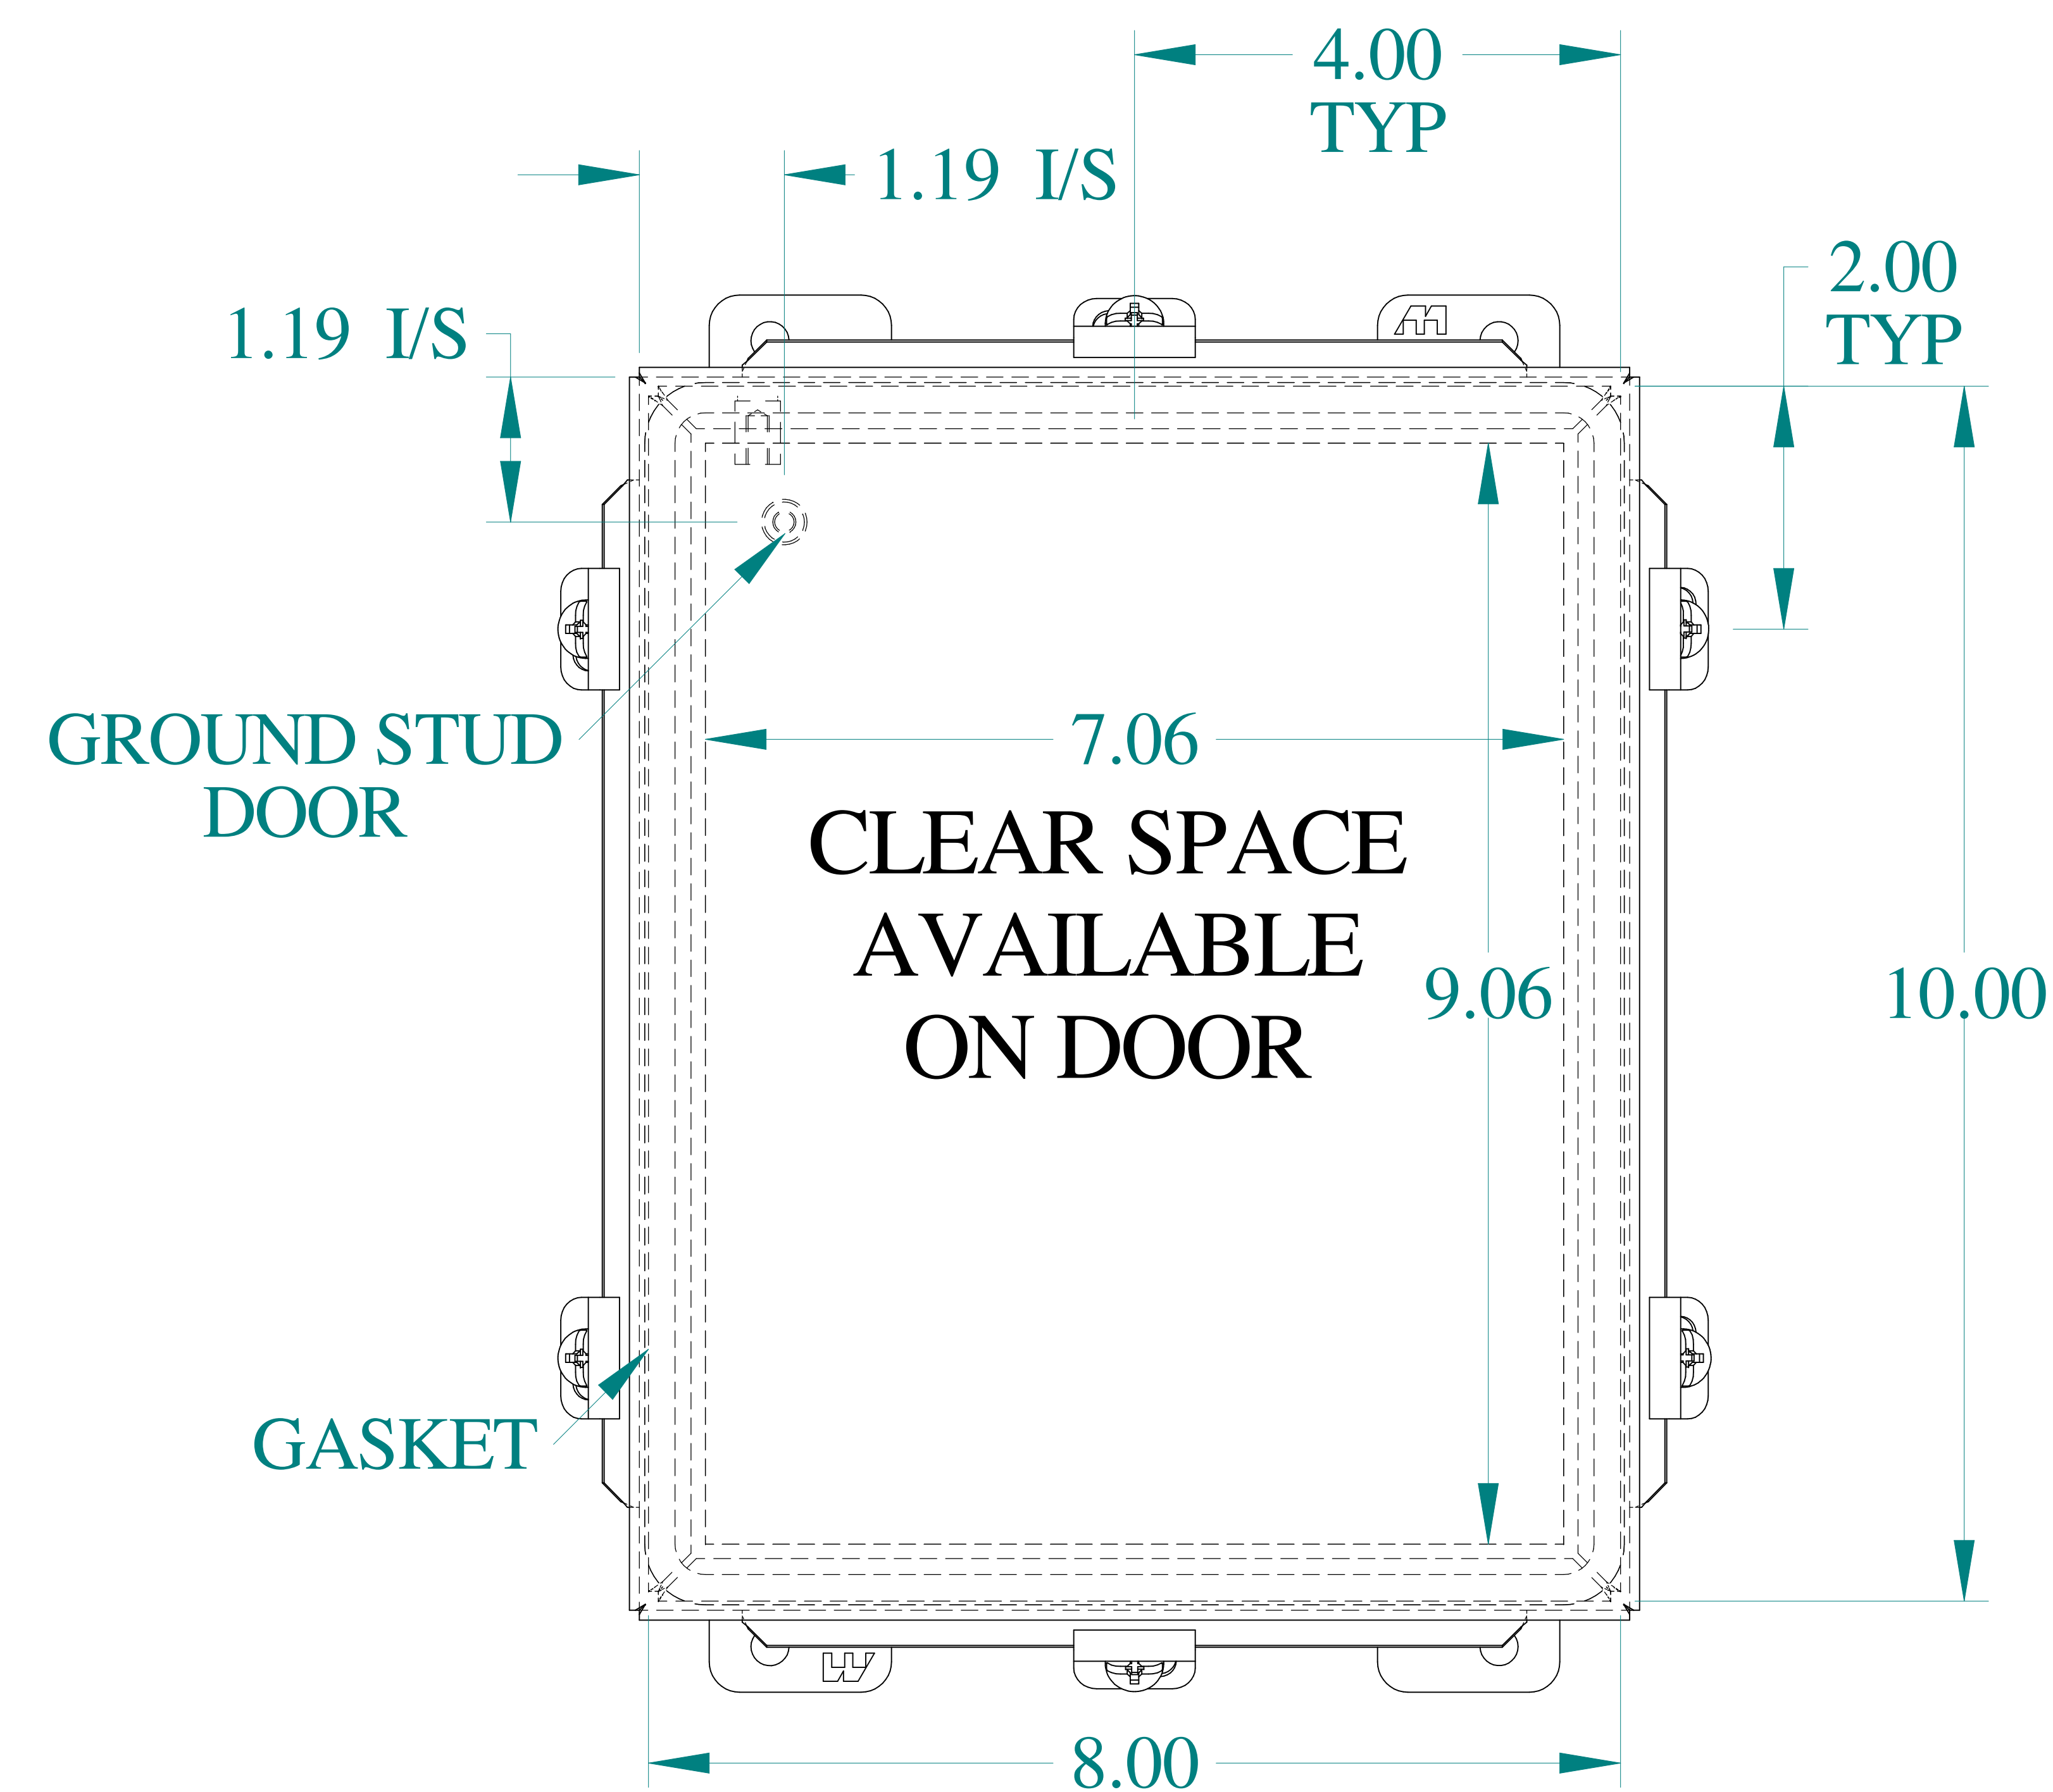 4.00
TYP
1.19 I/S
2.00
TYP
1.19 I/S
GROUND STUD
DOOR
7.06
CLEAR SPACE
AVAILABLE
ON DOOR
9.06
10.00
GASKET
8.00